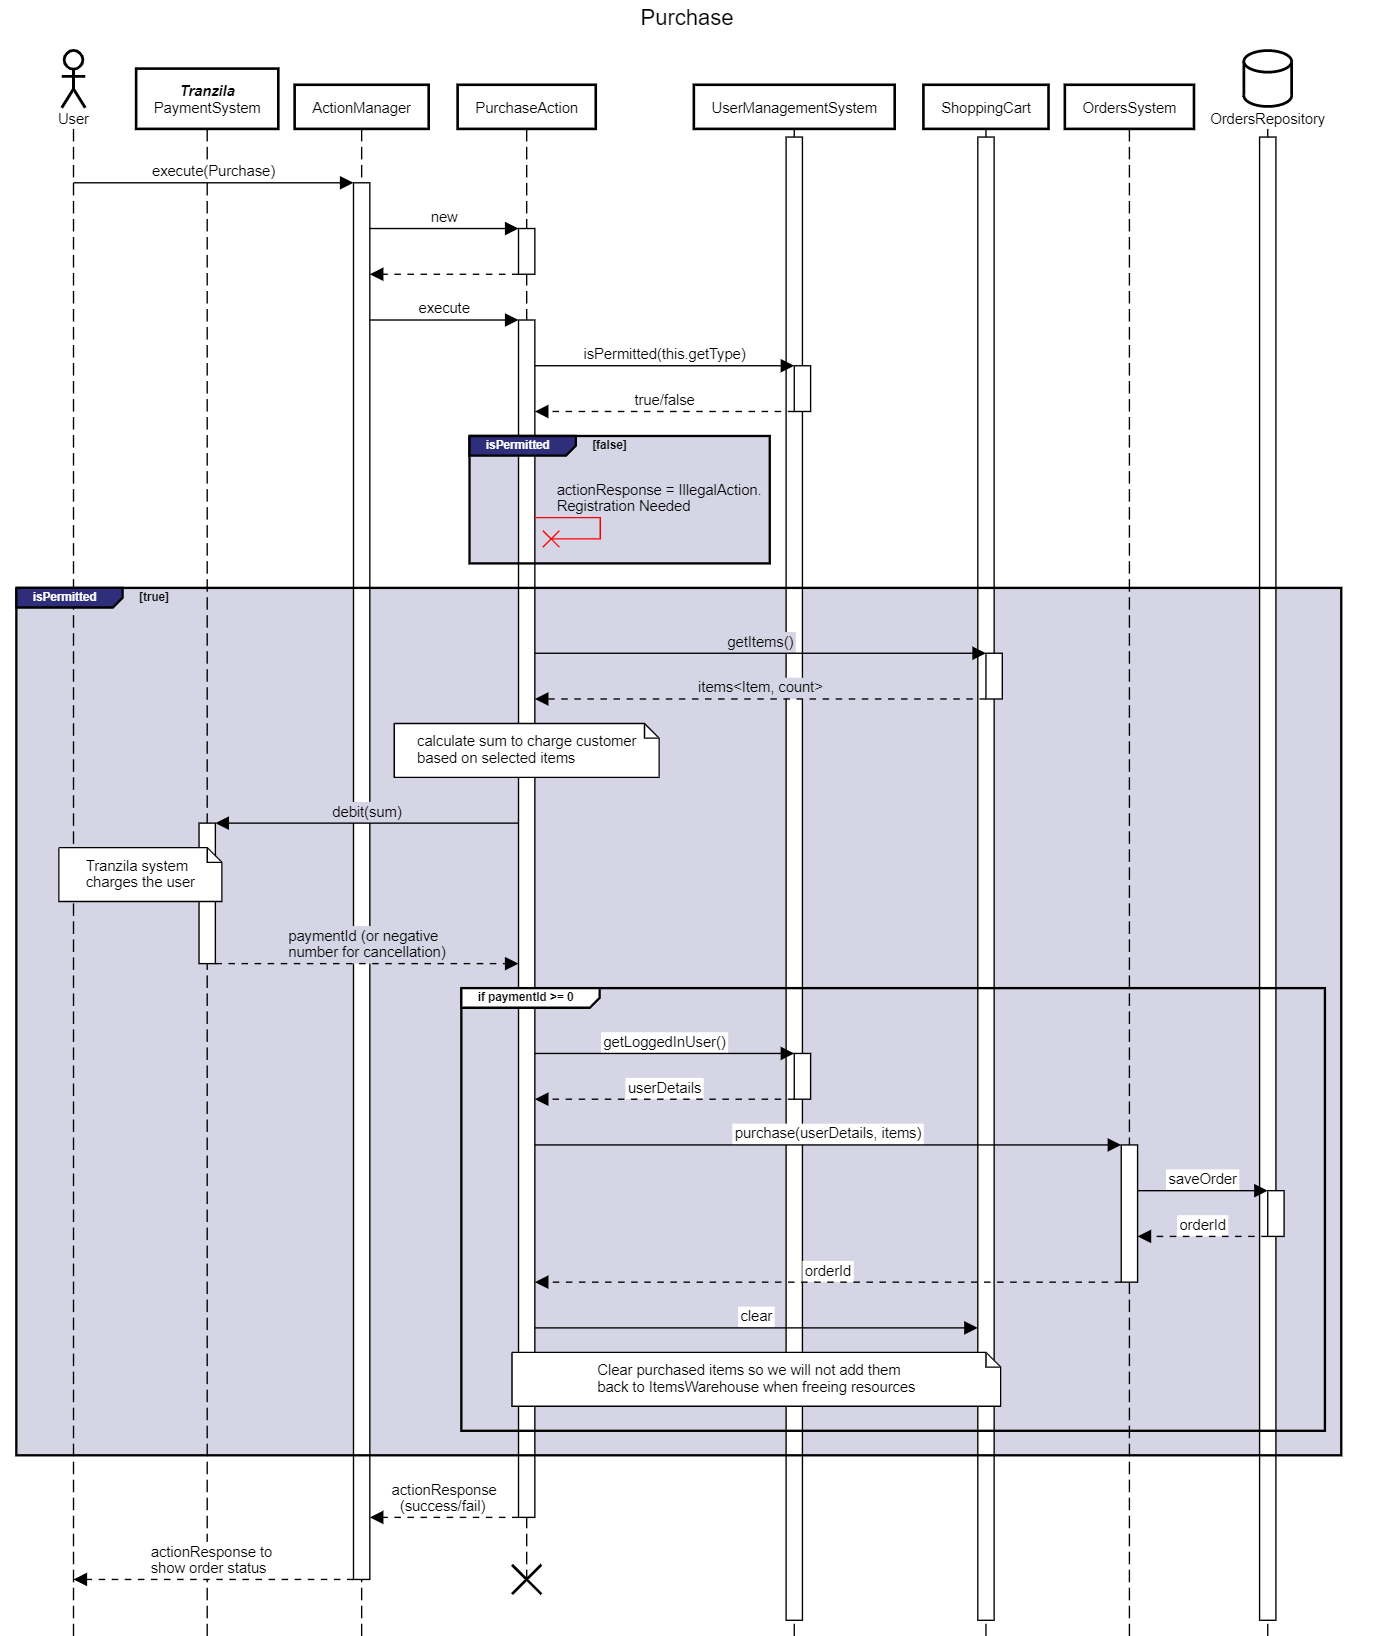 Purchase
User
Tranzila
PaymentSystem
ActionManager
PurchaseAction
UserManagementSystem
ShoppingCart
OrdersSystem
OrdersRepository
execute(Purchase)
new
execute
isPermitted(this.getType)
true/false
isPermitted [false]
actionResponse = IllegalAction.
Registration Needed
isPermitted [true]
getItems()
items<Item, count>
calculate sum to charge customer
based on selected items
debit(sum)
Tranzila system
charges the user
paymentId (or negative
number for cancellation)
if paymentId >= 0
getLoggedInUser()
userDetails
purchase(userDetails, items)
saveOrder
orderId
orderId
clear
Clear purchased items so we will not add them
back to ItemsWarehouse when freeing resources
actionResponse
(success/fail)
actionResponse to
show order status